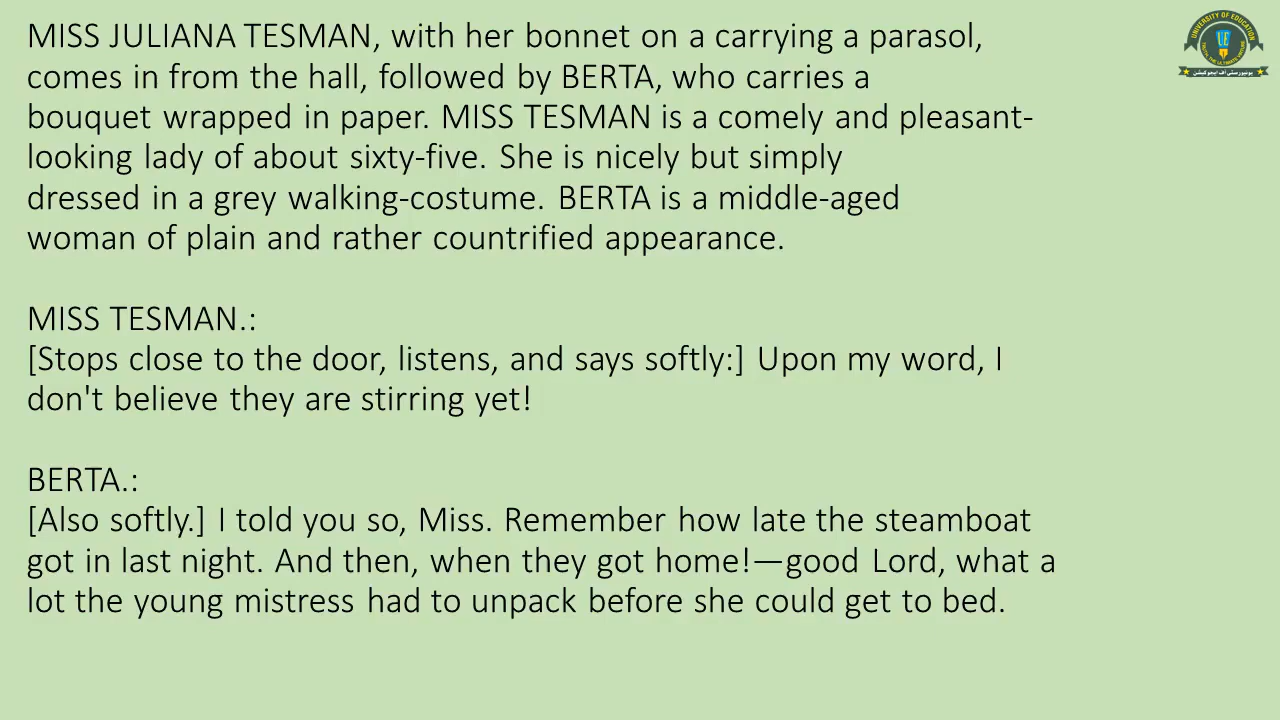 MISS JULIANA TESMAN, with her bonnet on a carrying a parasol,
comes in from the hall, followed by BERTA, who carries a
bouquet wrapped in paper. MISS TESMAN is a comely and pleasant-
looking lady of about sixty-five. She is nicely but simply
dressed in a grey walking-costume. BERTA is a middle-aged
woman of plain and rather countrified appearance.
MISS TESMAN.:
[Stops close to the door, listens, and says softly:] Upon my word, I
don't believe they are stirring yet!
BERTA.:
[Also softly.] I told you so, Miss. Remember how late the steamboat
got in last night. And then, when they got home!—good Lord, what a
lot the young mistress had to unpack before she could get to bed.
UNIVERSITY OF EDUCATION
UE
یونیورسٹی آف ایجوکیشن